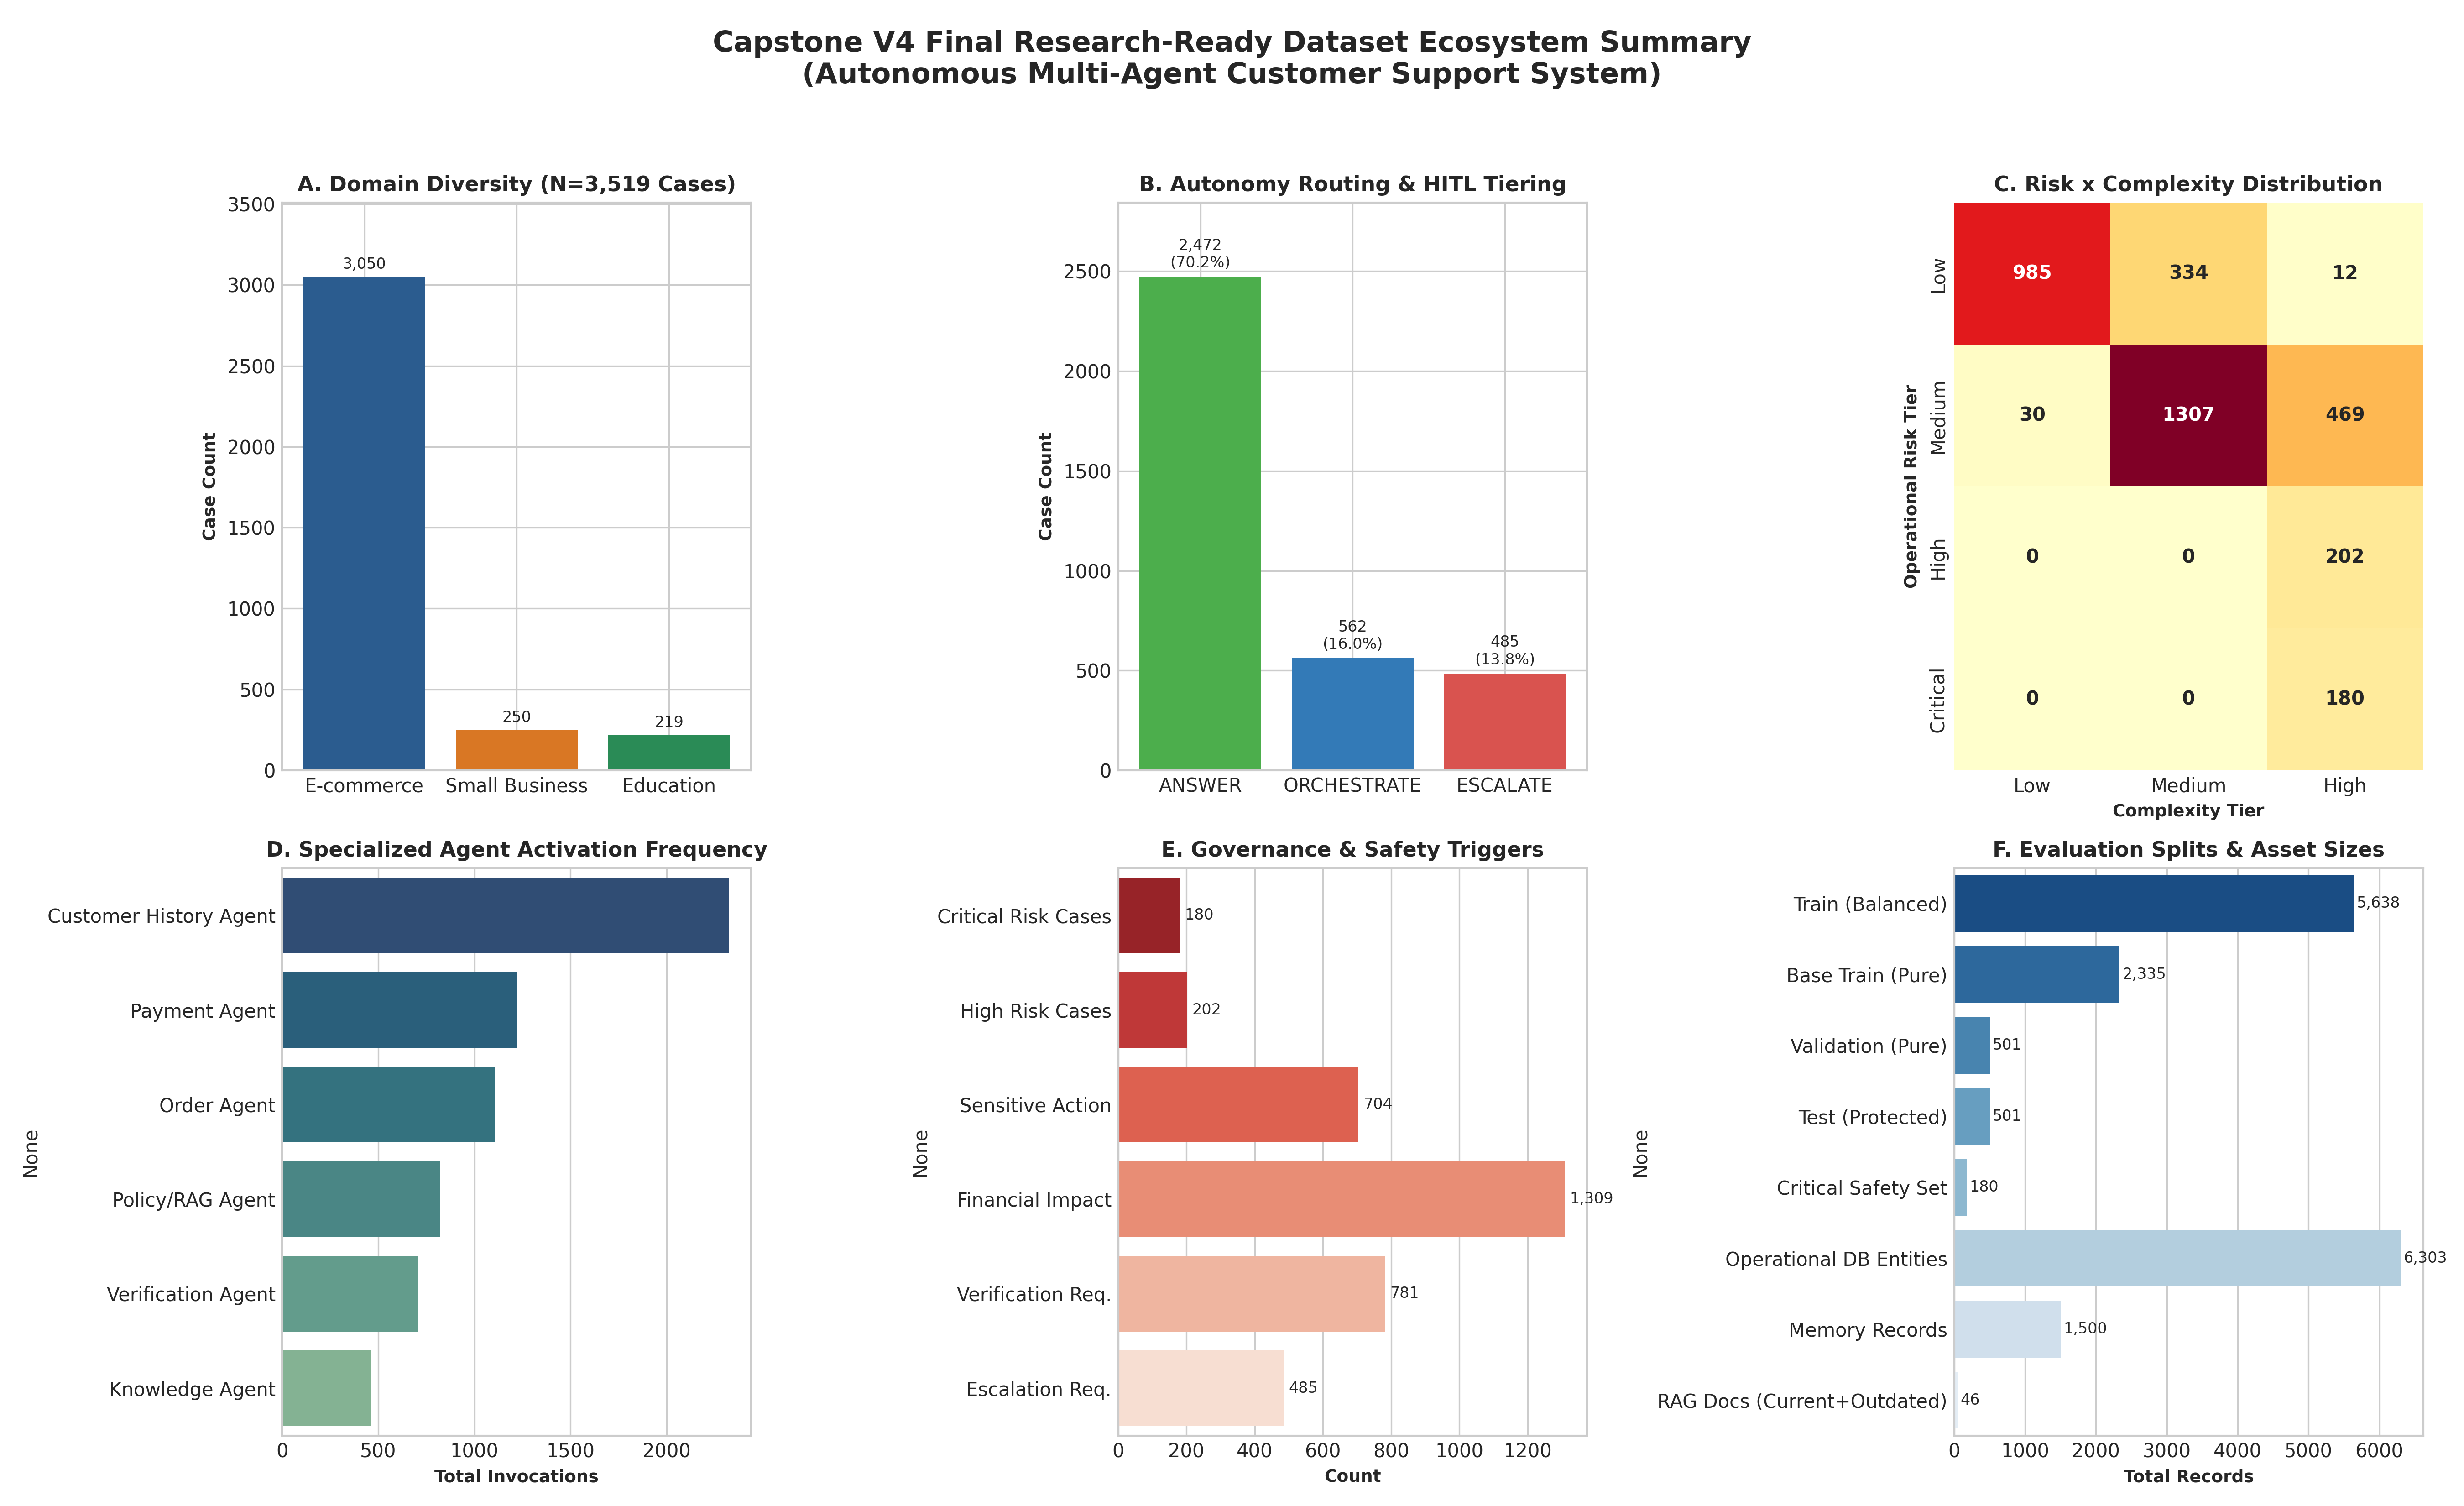 Capstone V4 Final Research-Ready Dataset Ecosystem Summary
(Autonomous Multi-Agent Customer Support System)
A. Domain Diversity (N=3,519 Cases)
Case Count
3500
3000
2500
2000
1500
1000
500
0
3,050
250
219
E-commerce
Small Business
Education
B. Autonomy Routing & HITL Tiering
Case Count
2500
2000
1500
1000
500
0
2,472
(70.2%)
562
(16.0%)
485
(13.8%)
ANSWER
ORCHESTRATE
ESCALATE
C. Risk x Complexity Distribution
Operational Risk Tier
Low
985
334
12
Medium
30
1307
469
High
0
0
202
Critical
0
0
180
Low
Medium
High
Complexity Tier
D. Specialized Agent Activation Frequency
None
Customer History Agent
Payment Agent
Order Agent
Policy/RAG Agent
Verification Agent
Knowledge Agent
0
500
1000
1500
2000
Total Invocations
E. Governance & Safety Triggers
None
Critical Risk Cases
180
High Risk Cases
202
Sensitive Action
704
Financial Impact
1,309
Verification Req.
781
Escalation Req.
485
0
200
400
600
800
1000
1200
Count
F. Evaluation Splits & Asset Sizes
None
Train (Balanced)
5,638
Base Train (Pure)
2,335
Validation (Pure)
501
Test (Protected)
501
Critical Safety Set
180
Operational DB Entities
6,303
Memory Records
1,500
RAG Docs (Current+Outdated)
46
0
1000
2000
3000
4000
5000
6000
Total Records